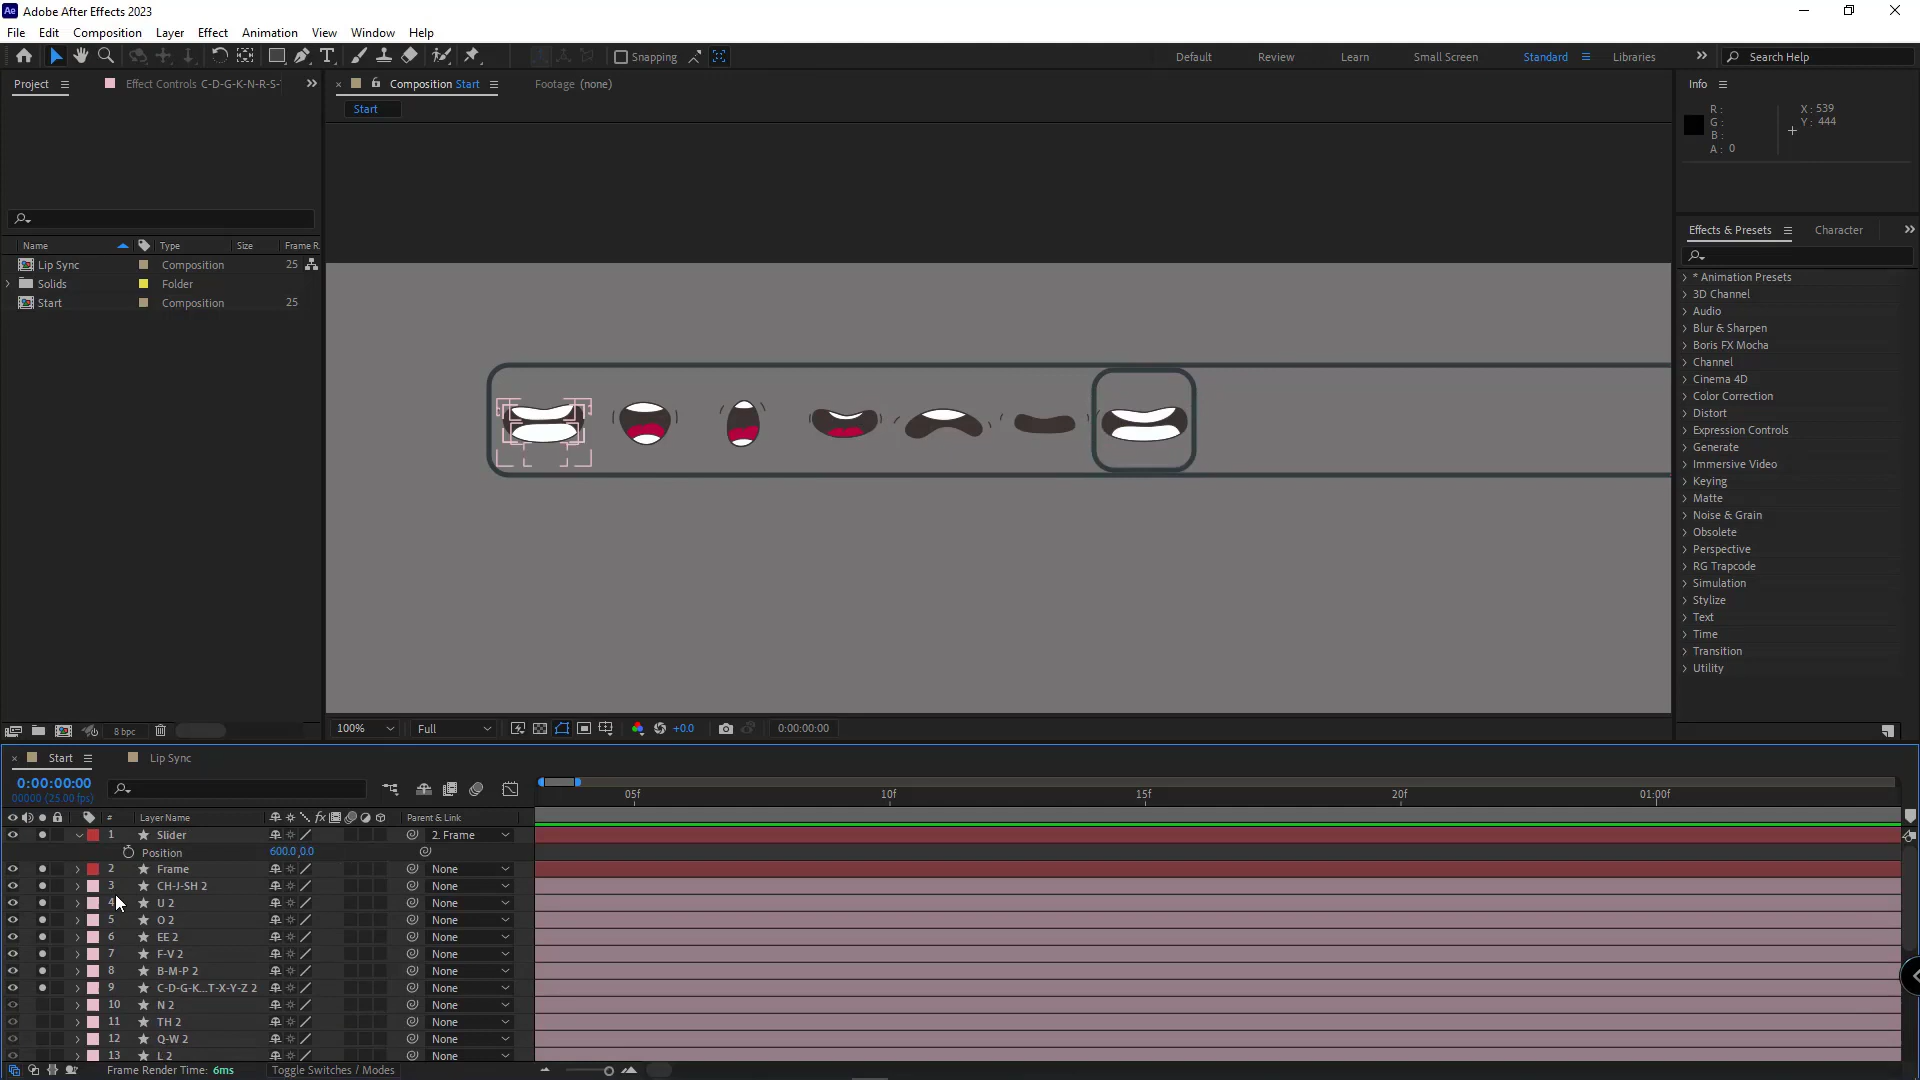 Ae Adobe After Effects 2023
File Edit Composition Layer Effect Animation View Window Help
Snapping
Default Review Learn Small Screen Standard Libraries
Search Help
Project Effect Controls C-D-G-K-N-R-S-
Composition Start Footage (none)
Start
Info
R :
G :
B :
A : 0
X : 539
Y : 444
Effects & Presets Character
Name Type Size Frame R
Lip Sync Composition 25
Solids Folder
Start Composition 25
* Animation Presets
3D Channel
Audio
Blur & Sharpen
Boris FX Mocha
Channel
Cinema 4D
Color Correction
Distort
Expression Controls
Generate
Immersive Video
Keying
Matte
Noise & Grain
Obsolete
Perspective
RG Trapcode
Simulation
Stylize
Text
Time
Transition
Utility
8 bpc
100% Full +0.0 0:00:00:00
Start Lip Sync
0:00:00:00
00000 (25.00 fps)
05f 10f 15f 20f 01:00f
# Layer Name fx Parent & Link
1 Slider 2. Frame
Position 600.0,0.0
2 Frame None
3 CH-J-SH 2 None
4 U 2 None
5 O 2 None
6 EE 2 None
7 F-V 2 None
8 B-M-P 2 None
9 C-D-G-K...T-X-Y-Z 2 None
10 N 2 None
11 TH 2 None
12 Q-W 2 None
13 L 2 None
Frame Render Time: 6ms Toggle Switches / Modes